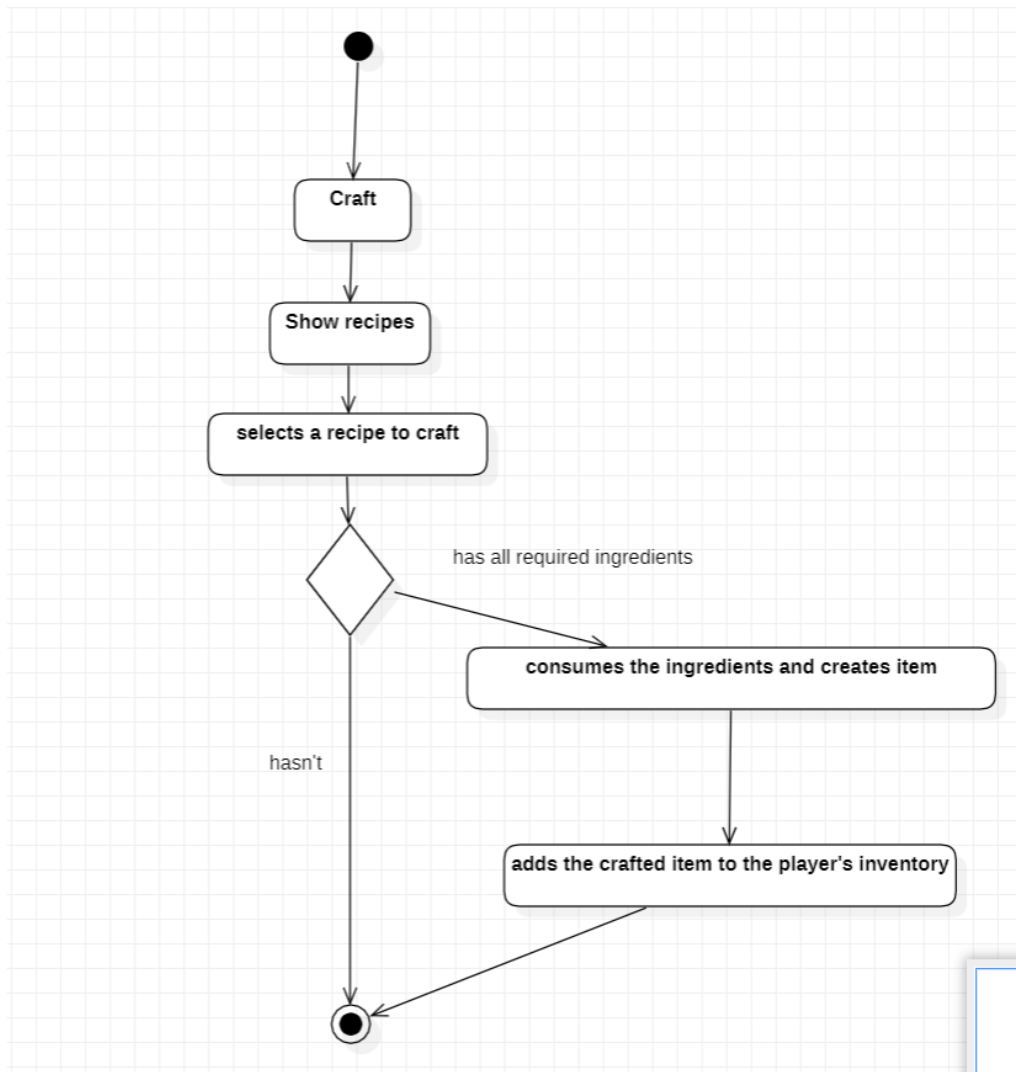 Craft
Show recipes
selects a recipe to craft
has all required ingredients
consumes the ingredients and creates item
hasn't
adds the crafted item to the player's inventory